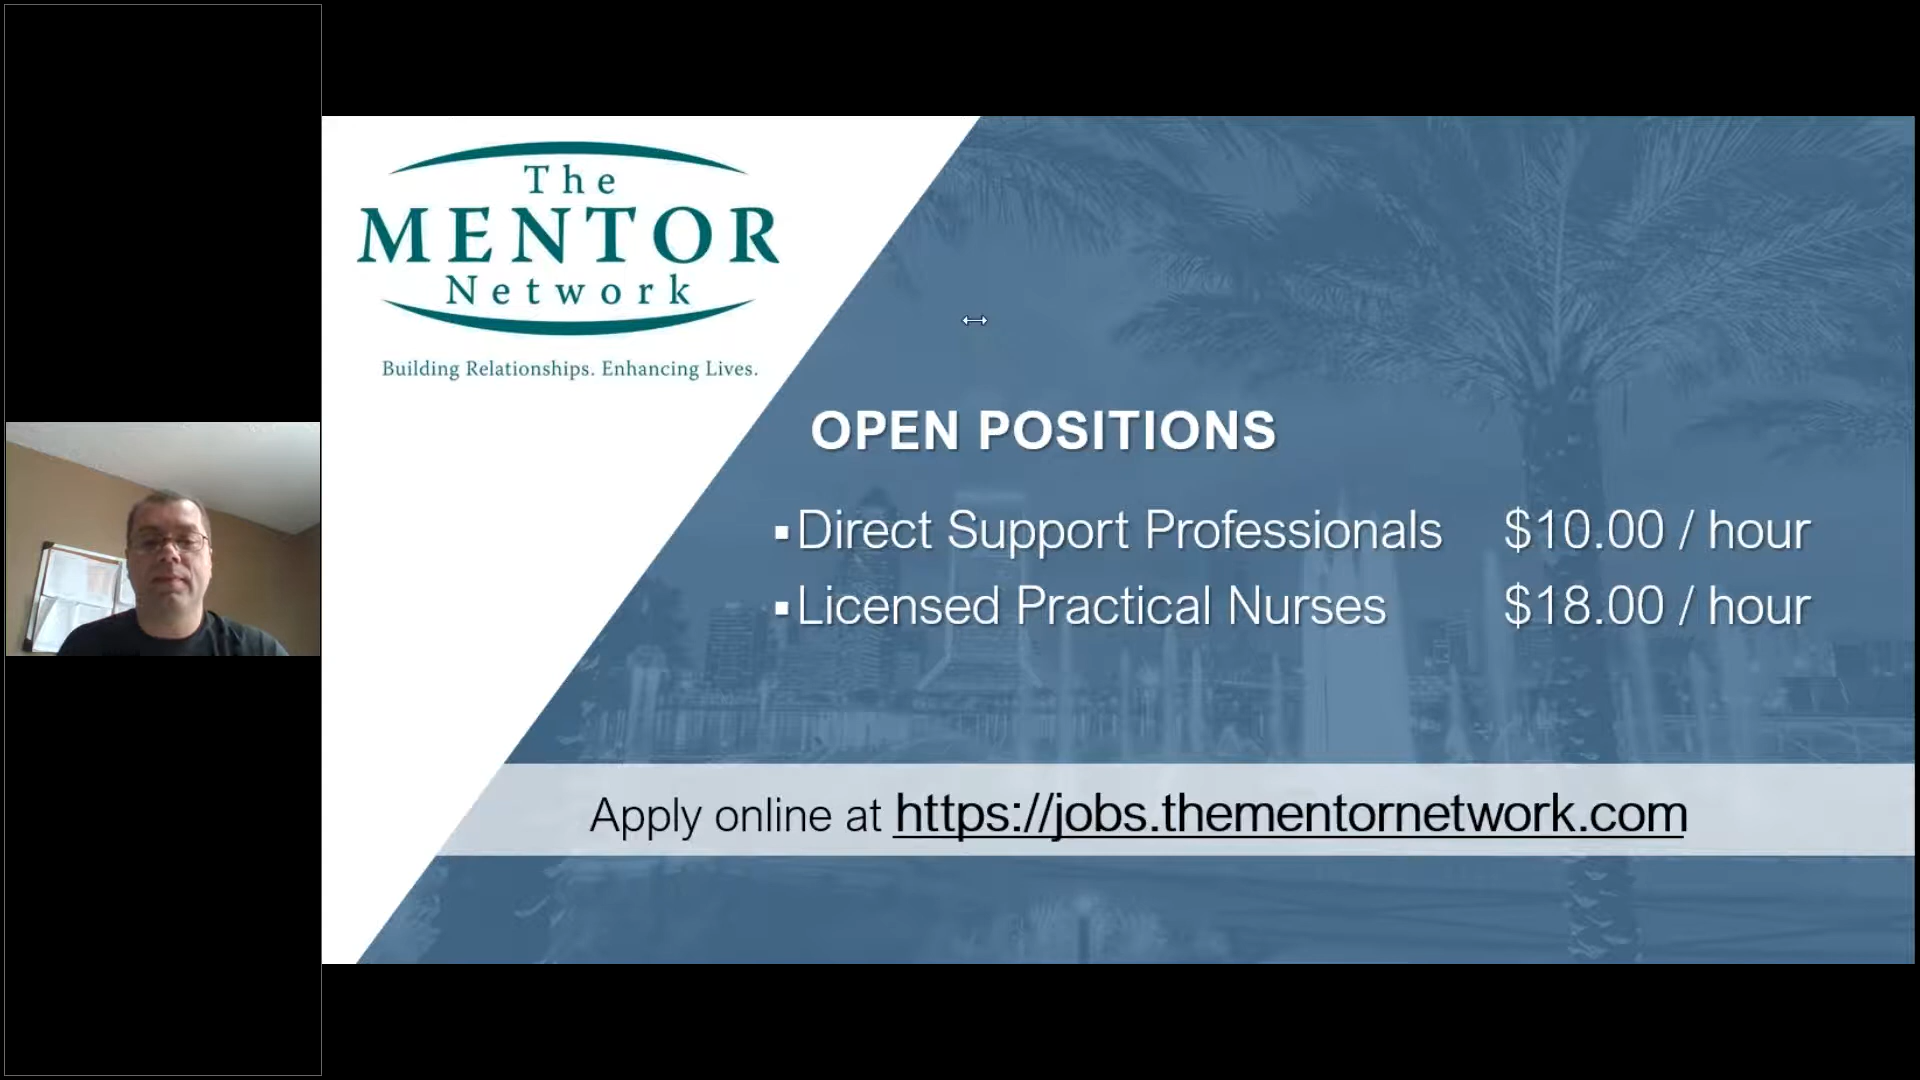 The
MENTOR
Network
Building Relationships. Enhancing Lives.
OPEN POSITIONS
▪Direct Support Professionals $10.00 / hour
▪Licensed Practical Nurses $18.00 / hour
Apply online at https://jobs.thementornetwork.com